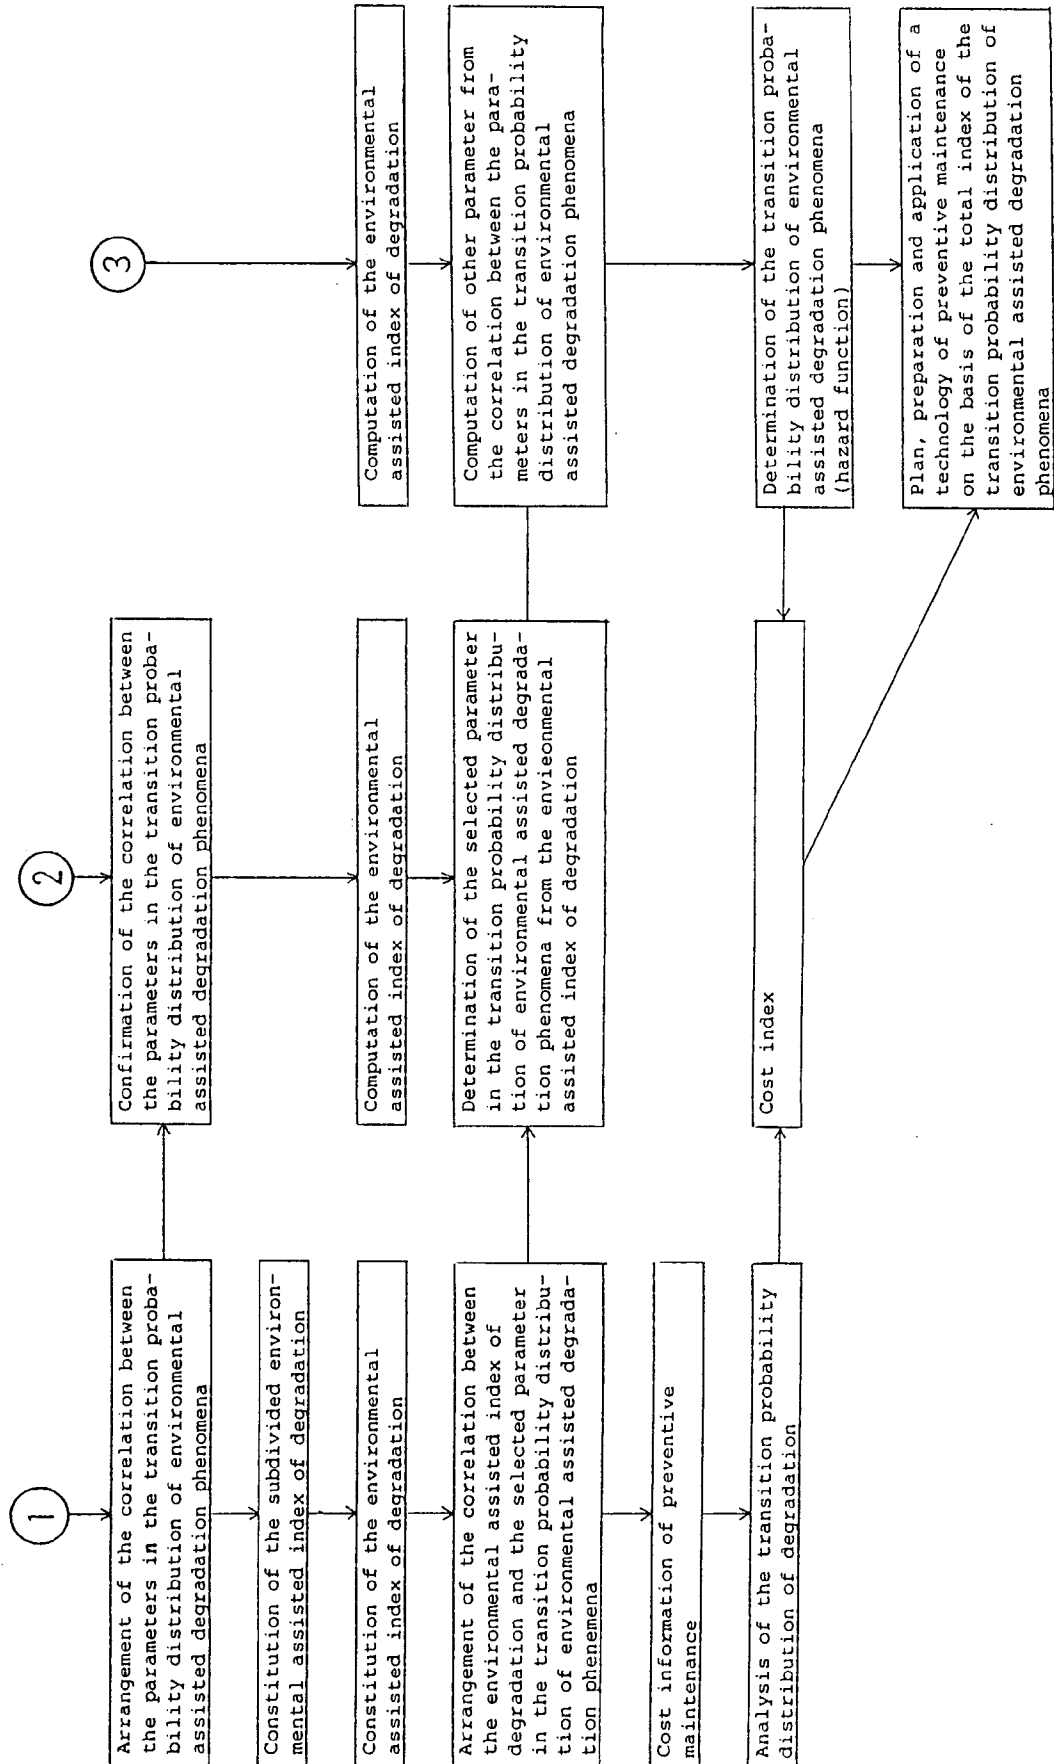 1
Arrangement of the correlation between
the parameters in the transition proba-
bility distribution of environmental
assisted degradation phenomena
Constitution of the subdivided environ-
mental assisted index of degradation
Constitution of the environmental
assisted index of degradation
Arrangement of the correlation between
the environmental assisted index of
degradation and the selected parameter
in the transition probability distribu-
tion of environmental assisted degrada-
tion phenemena
Cost information of preventive
maintenance
Analysis of the transition probability
distribution of degradation
2
Confirmation of the correlation between
the parameters in the transition proba-
bility distribution of environmental
assisted degradation phenomena
Computation of the environmental
assisted index of degradation
Determination of the selected parameter
in the transition probability distribu-
tion of environmental assisted degrada-
tion phenomena from the envieonmental
assisted index of degradation
Cost index
3
Computation of the environmental
assisted index of degradation
Computation of other parameter from
the correlation between the para-
meters in the transition probability
distribution of environmental
assisted degradation phenomena
Determination of the transition proba-
bility distribution of environmental
assisted degradation phenomena
(hazard function)
Plan, preparation and application of a
technology of preventive maintenance
on the basis of the total index of the
transition probability distribution of
environmental assisted degradation
phenomena